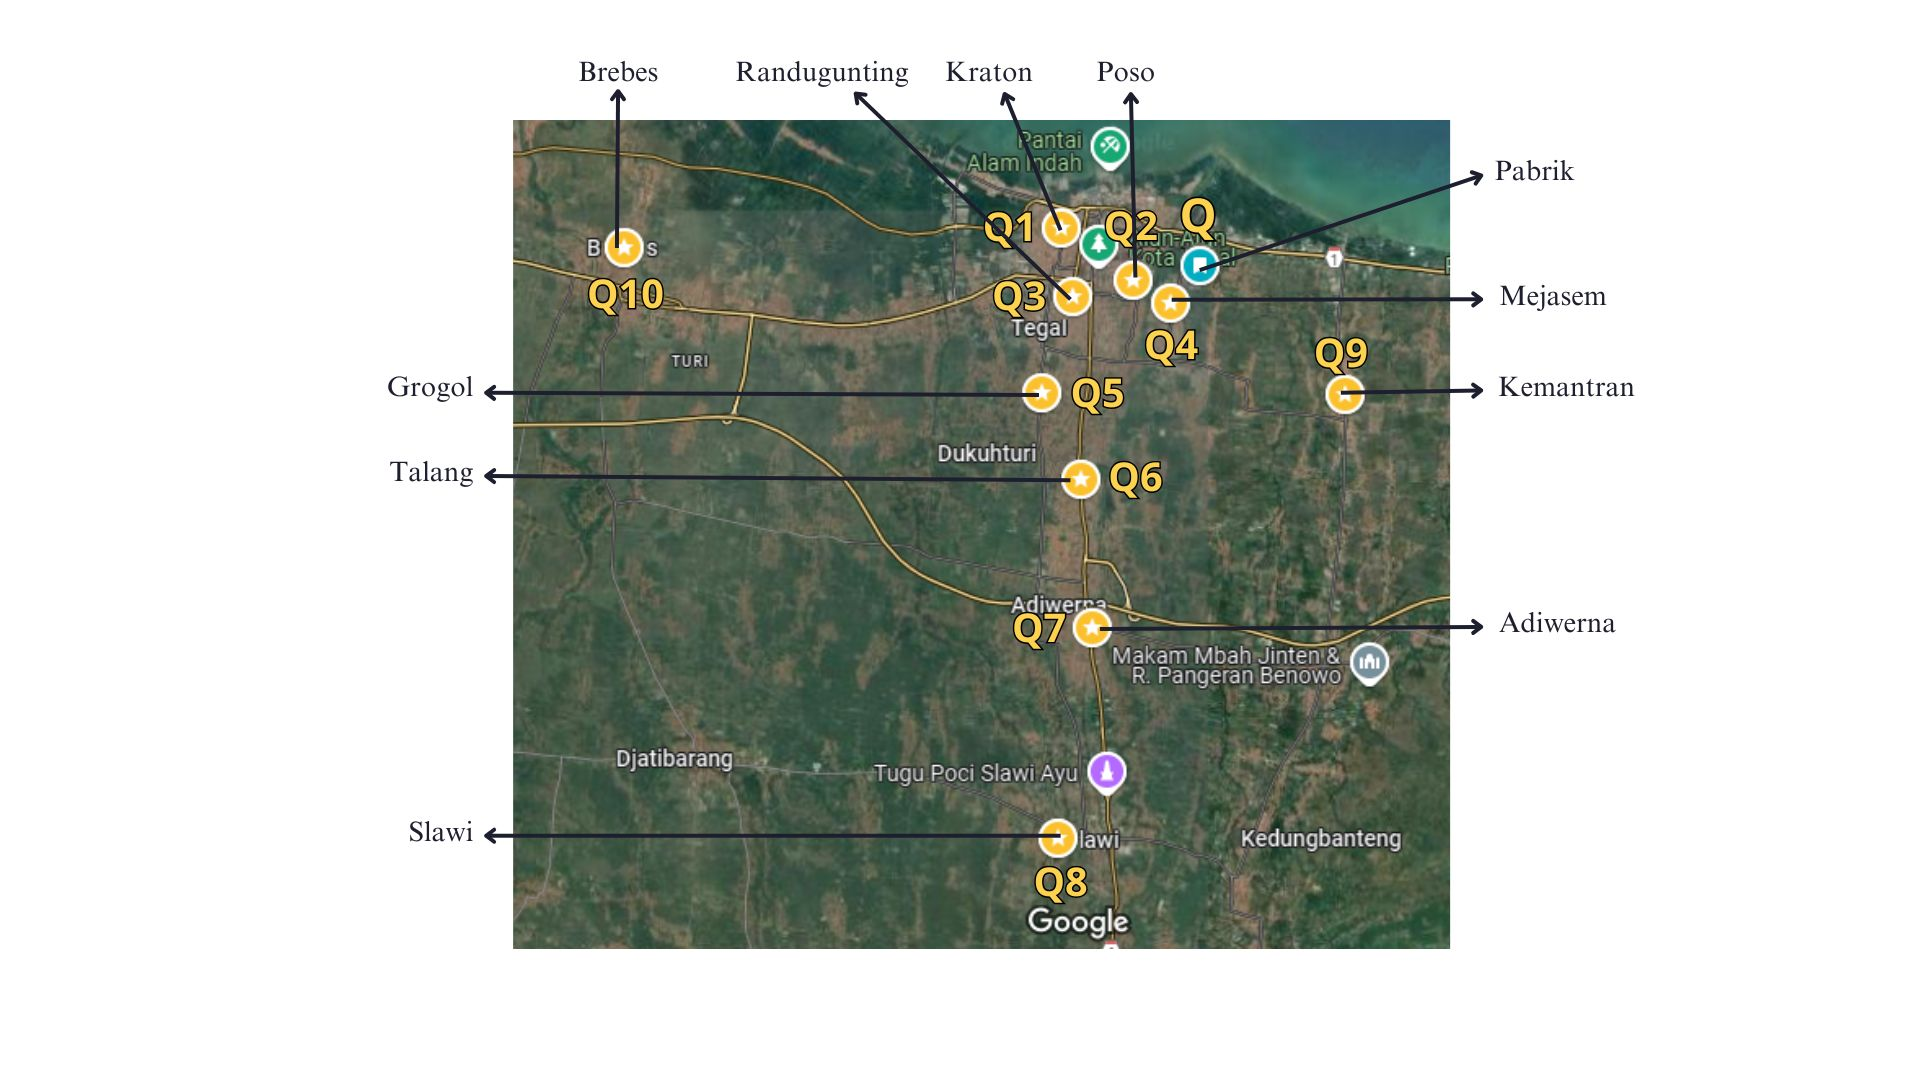 Brebes
Randugunting
Kraton
Poso
Pantai
Alam Indah
Pabrik
Q
Q1
Q2
Kota
B s
1
Q10
Q3
Mejasem
Tegal
Q4
TURI
Q9
Grogol
Q5
Kemantran
Dukuhturi
Talang
Q6
Adiwerna
Q7
Adiwerna
Makam Mbah Jinten &
R. Pangeran Benowo
Djatibarang
Tugu Poci Slawi Ayu
Slawi
lawi
Kedungbanteng
Q8
Google